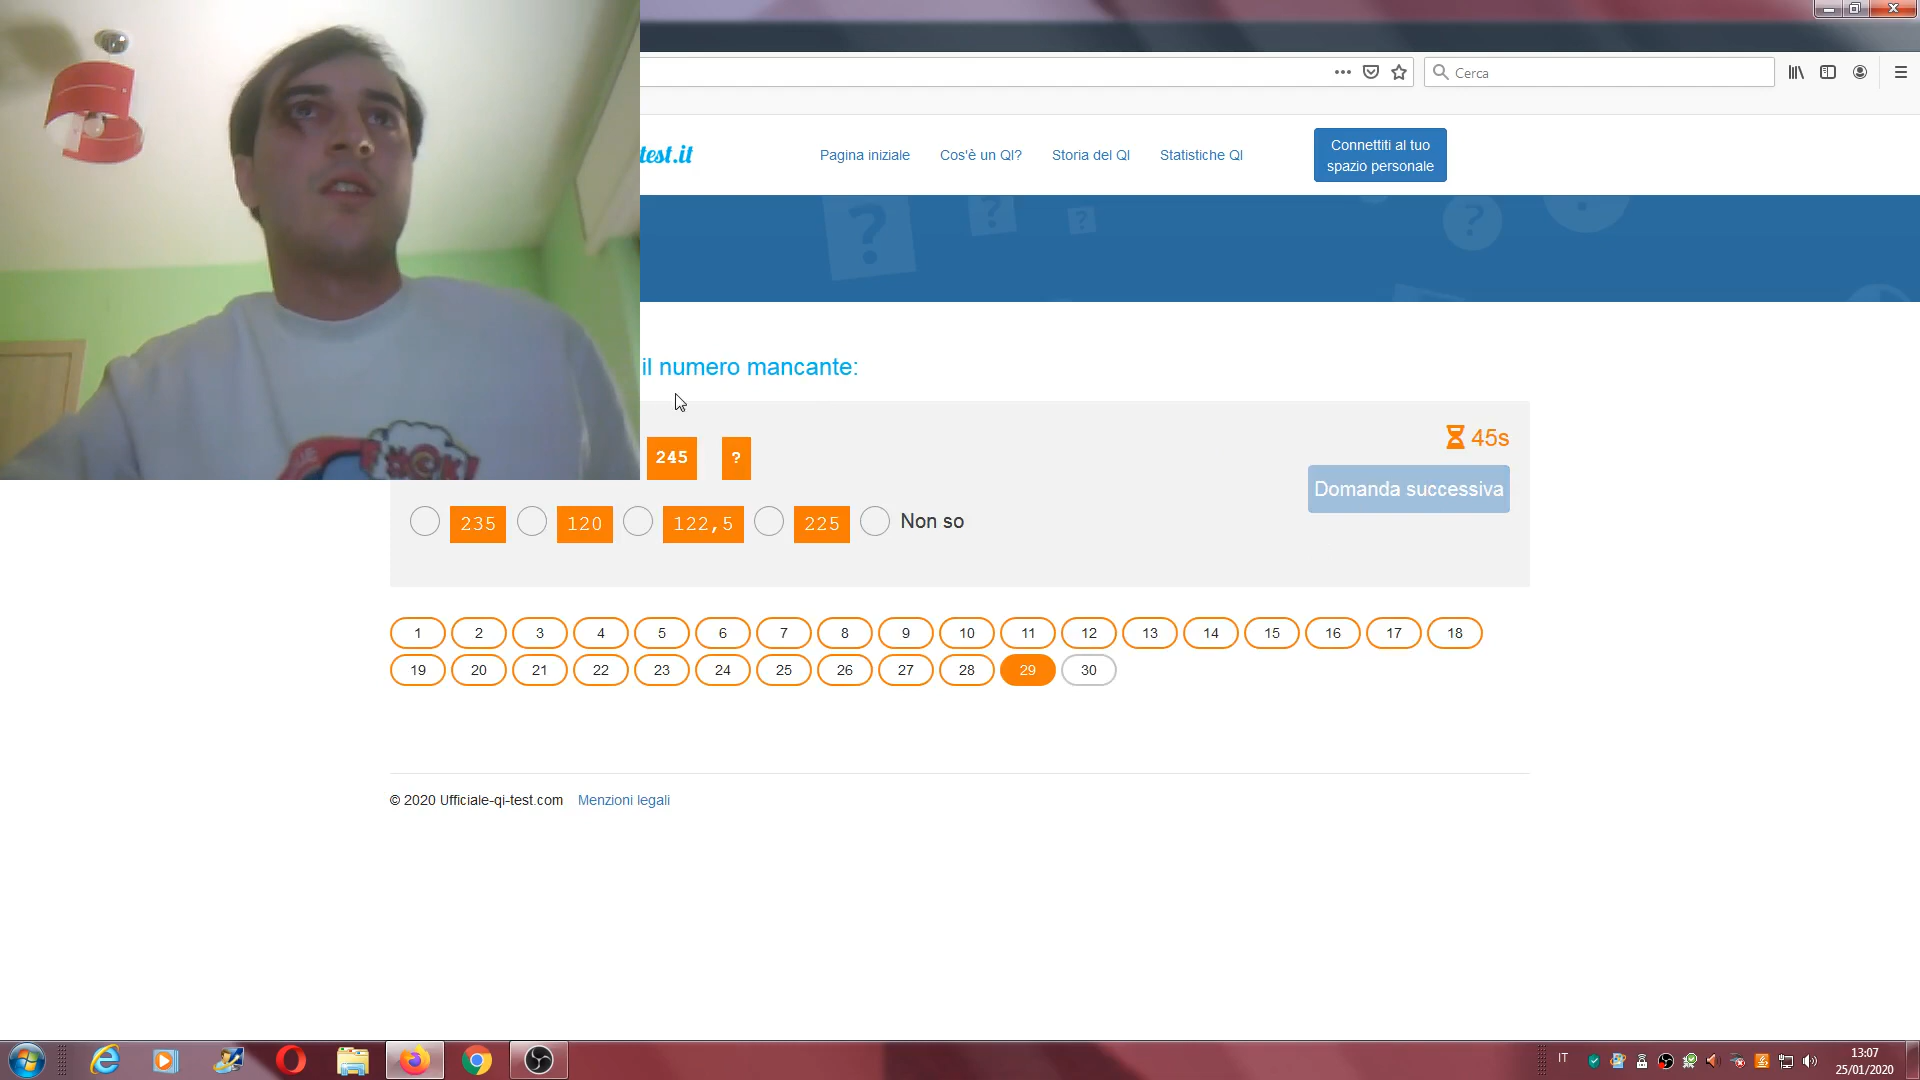 Cerca
test.it
Pagina iniziale
Cos'è un QI?
Storia del QI
Statistiche QI
Connettiti al tuo
spazio personale
il numero mancante:
45s
245
?
Domanda successiva
235
120
122,5
225
Non so
1 2 3 4 5 6 7 8 9 10 11 12 13 14 15 16 17 18
19 20 21 22 23 24 25 26 27 28 29 30
© 2020 Ufficiale-qi-test.com Menzioni legali
IT
13:07
25/01/2020